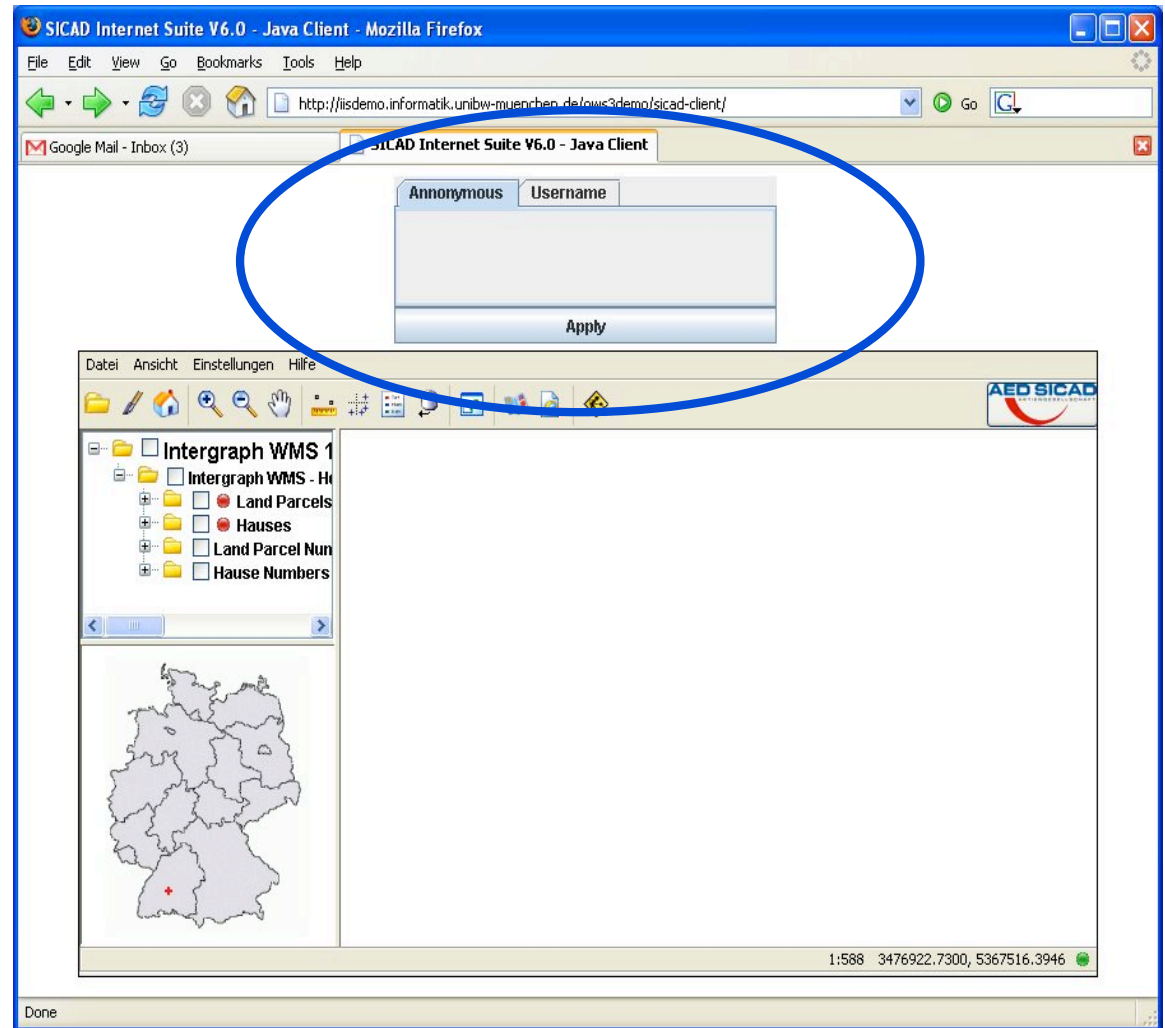 SICAD Internet Suite V6.0 - Java Client - Mozilla Firefox
File Edit View Go Bookmarks Tools Help
http://iisdemo.informatik.unibw-muenchen.de/ows3demo/sicad-client/ Go G
Google Mail - Inbox (3) SICAD Internet Suite V6.0 - Java Client
Annonymous Username
Apply
Datei Ansicht Einstellungen Hilfe
AED SICAD
AKTIENGESELLSCHAFT
Intergraph WMS 1
Intergraph WMS - He
Land Parcels
Hauses
Land Parcel Num
Hause Numbers
1:588 3476922.7300, 5367516.3946
Done